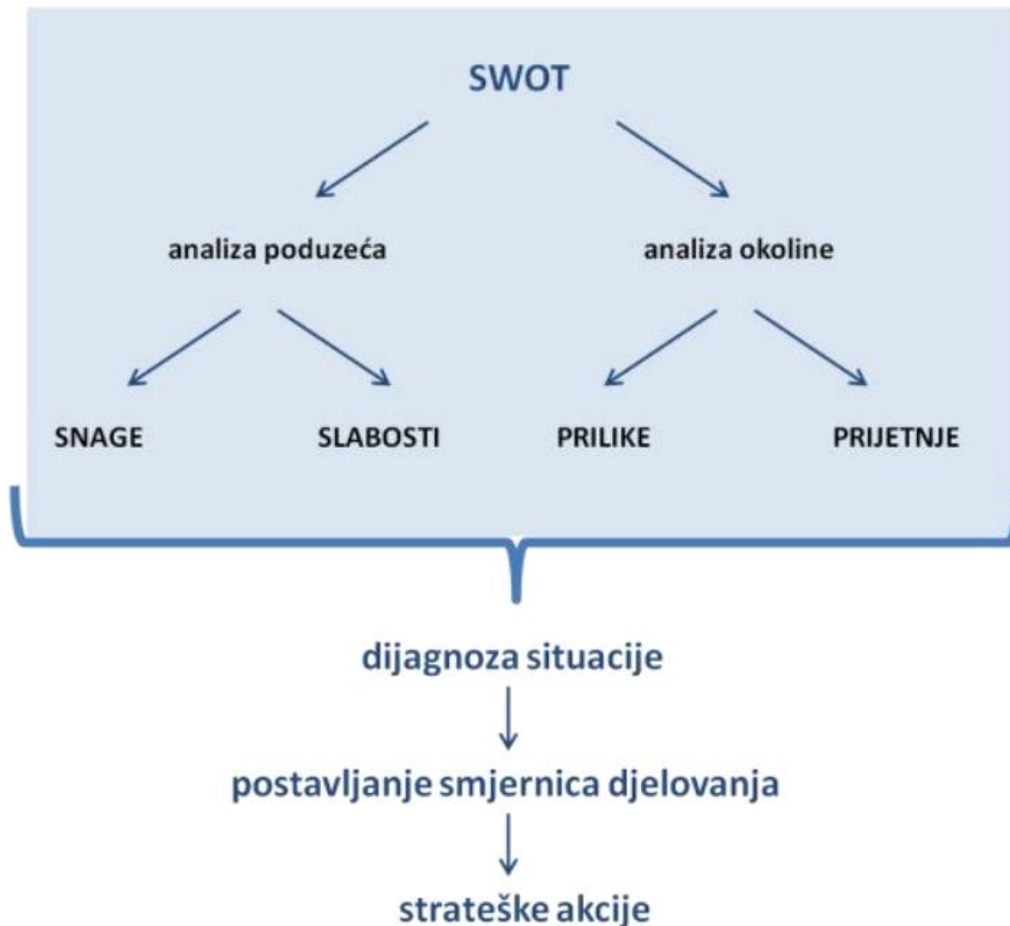 SWOT
analiza poduzeća analiza okoline
SNAGE SLABOSTI PRILIKE PRIJETNJE
dijagnoza situacije
postavljanje smjernica djelovanja
strateške akcije